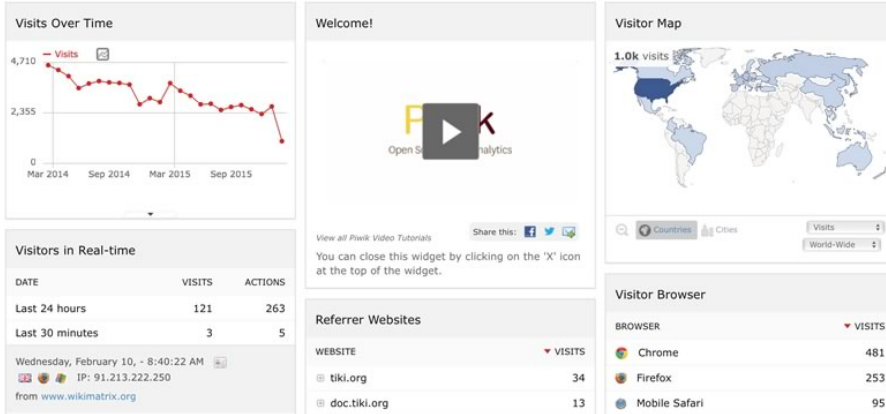 Visits Over Time
Visits
4,710
2,355
0
Mar 2014 Sep 2014 Mar 2015 Sep 2015
Visitors in Real-time
DATE VISITS ACTIONS
Last 24 hours 121 263
Last 30 minutes 3 5
Wednesday, February 10, - 8:40:22 AM
IP: 91.213.222.250
from www.wikimatrix.org
Welcome!
P k
Open S nalytics
View all Piwik Video Tutorials Share this:
You can close this widget by clicking on the 'X' icon
at the top of the widget.
Referrer Websites
WEBSITE VISITS
tiki.org 34
doc.tiki.org 13
Visitor Map
1.0k visits
Countries Cities
Visits
World-Wide
Visitor Browser
BROWSER VISITS
Chrome 481
Firefox 253
Mobile Safari 95